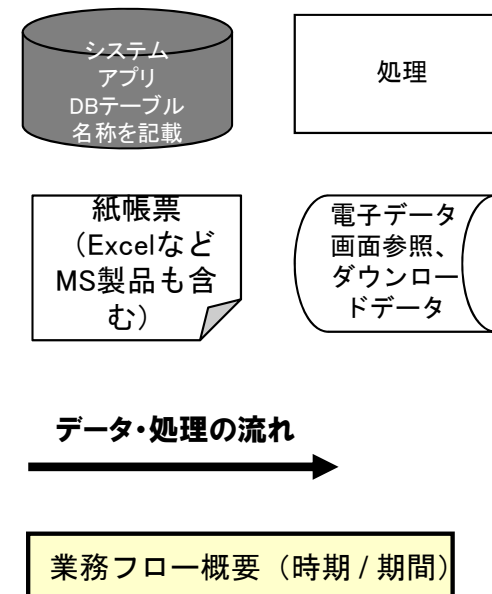 システム
アプリ
DBテーブル
名称を記載
処理
紙帳票
（Excelなど
MS製品も含
む）
電子データ
画面参照、
ダウンロー
ドデータ
データ・処理の流れ
業務フロー概要（時期 / 期間）